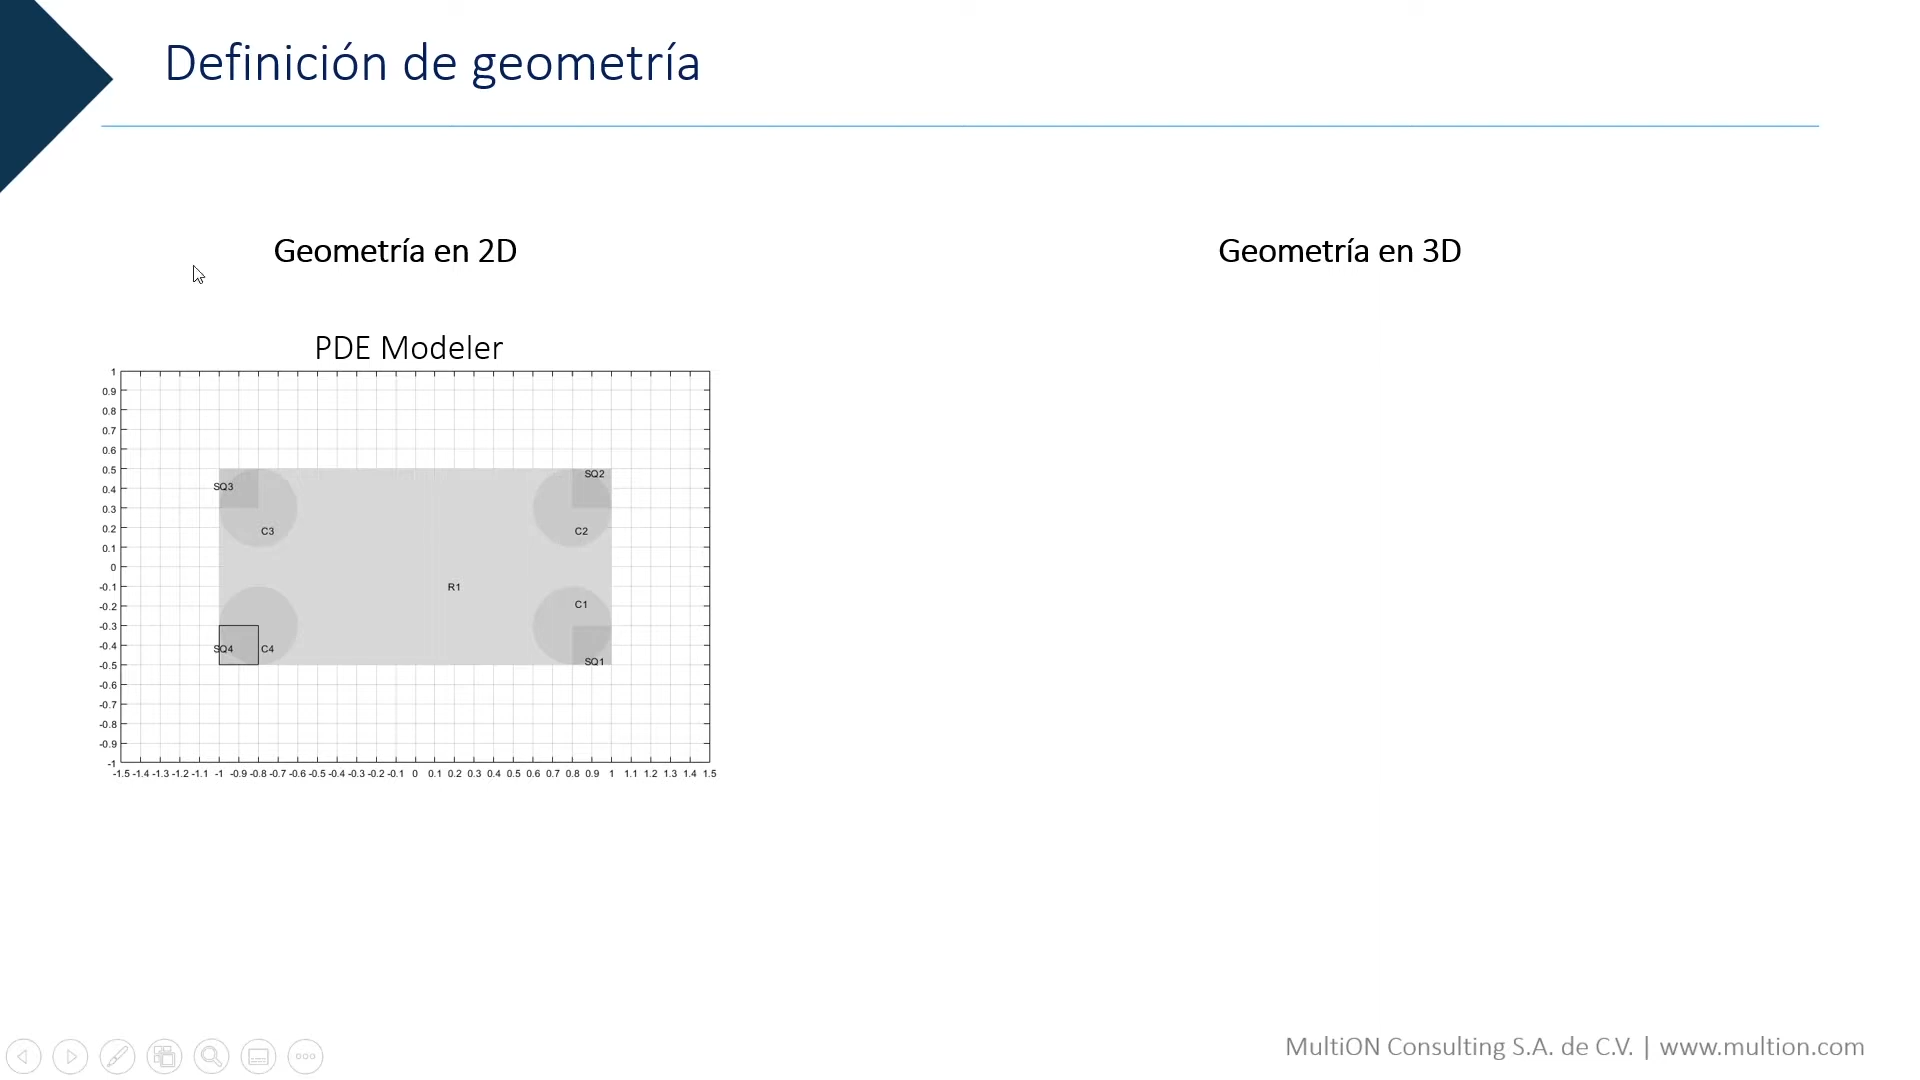 Definición de geometría
Geometría en 2D
Geometría en 3D
PDE Modeler
1
0.9
0.8
0.7
0.6
0.5
0.4
0.3
0.2
0.1
0
-0.1
-0.2
-0.3
-0.4
-0.5
-0.6
-0.7
-0.8
-0.9
-1
SQ2
SQ3
C3
C2
R1
C1
SQ4
C4
SQ1
-1.5 -1.4 -1.3 -1.2 -1.1 -1 -0.9 -0.8 -0.7 -0.6 -0.5 -0.4 -0.3 -0.2 -0.1 0 0.1 0.2 0.3 0.4 0.5 0.6 0.7 0.8 0.9 1 1.1 1.2 1.3 1.4 1.5
MultiON Consulting S.A. de C.V. | www.multion.com